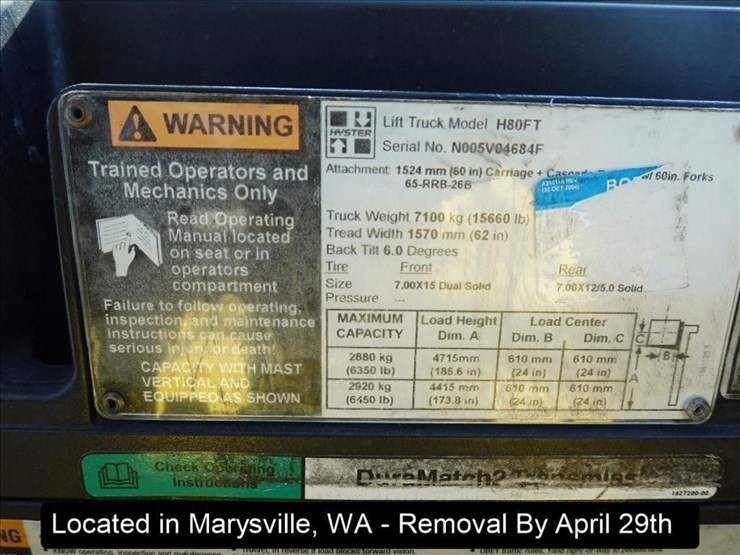 WARNING
Trained Operators and
Mechanics Only
Read Operating
Manual located
on seat or in
operators
compartment
Failure to follow operating,
inspection, and maintenance
instructions can cause
serious injury or death!
CAPACITY WITH MAST
VERTICAL AND
EQUIPPED AS SHOWN
HYSTER
Lift Truck Model H80FT
Serial No. N005V04684F
Attachment 1524 mm (60 in) Carriage + w/ 60in. Forks
65-RRB-26B
Truck Weight 7100 kg (15660 lb)
Tread Width 1570 mm (62 in)
Back Tilt 6.0 Degrees
Tire Front Rear
Size 7.00X15 Dual Solid 7.00X12/5.0 Solid
Pressure
MAXIMUM CAPACITY Load Height Dim. A Load Center Dim. B Dim. C
2880 kg 4715mm 610 mm 610 mm
(6350 lb) (185.6 in) (24 in) (24 in)
2920 kg 4415 mm 610 mm 610 mm
(6450 lb) (173.8 in) (24 in) (24 in)
C
B
A
Check Operating
Instructions
DuraMatch2
1627200-00
NG
Located in Marysville, WA - Removal By April 29th